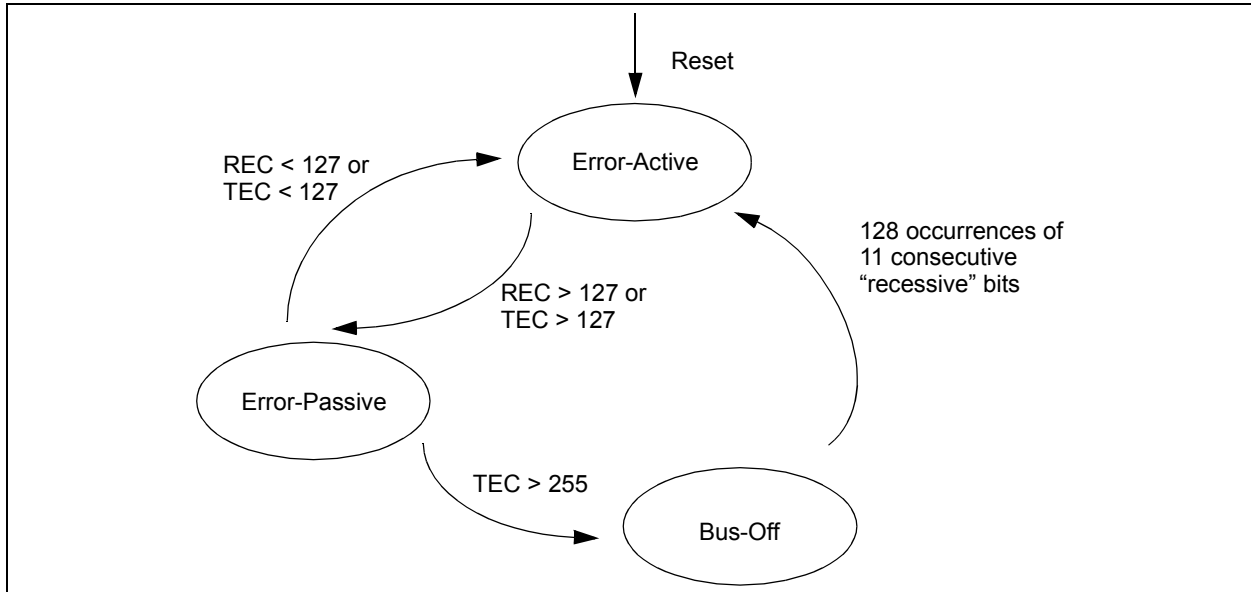 Reset
Error-Active
REC < 127 or
TEC < 127
128 occurrences of
11 consecutive
“recessive” bits
REC > 127 or
TEC > 127
Error-Passive
TEC > 255
Bus-Off